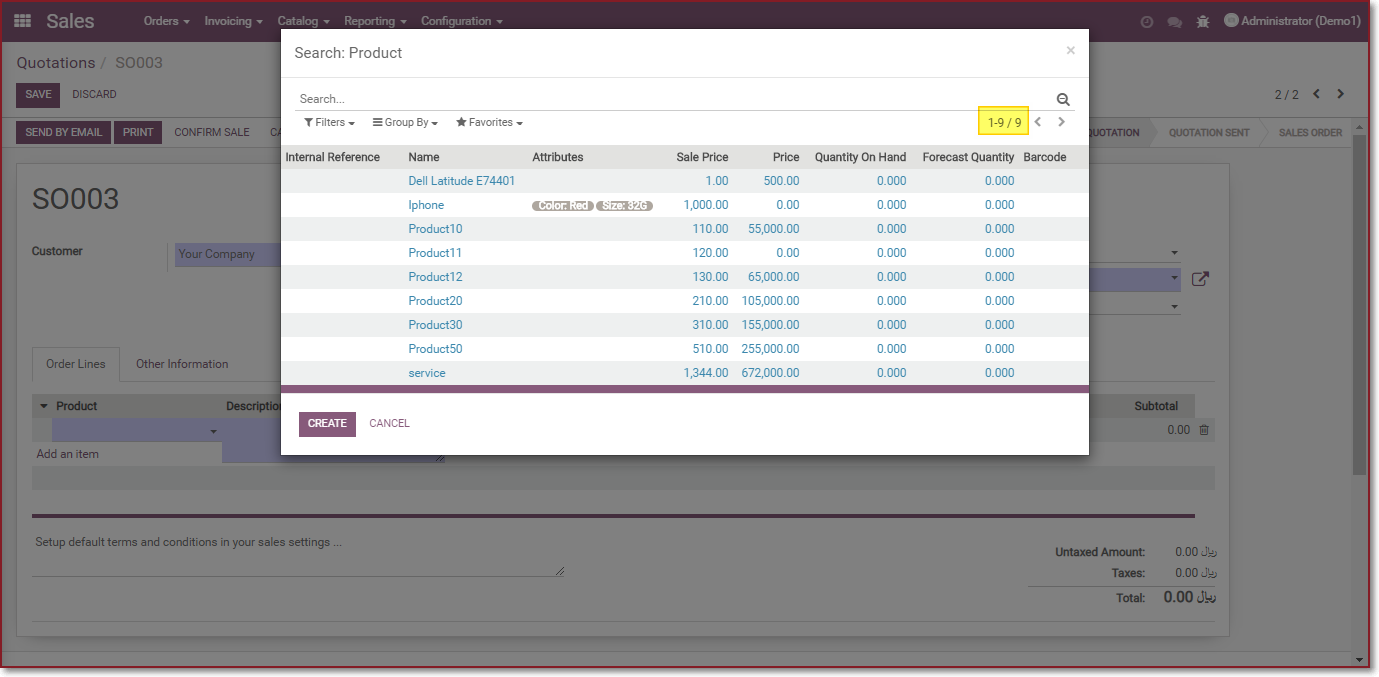 Sales Orders Invoicing Catalog Reporting Configuration Administrator (Demo1)
Quotations / SO003
SAVE DISCARD 2 / 2
SEND BY EMAIL PRINT CONFIRM SALE CA QUOTATION QUOTATION SENT SALES ORDER
SO003
Customer Your Company
Order Lines Other Information
Product Description Subtotal
0.00
Add an item
Setup default terms and conditions in your sales settings ...
Untaxed Amount: 0.00 ريال
Taxes: 0.00 ريال
Total: 0.00 ريال
Search: Product ×
Search...
Filters Group By Favorites 1-9 / 9
Internal Reference Name Attributes Sale Price Price Quantity On Hand Forecast Quantity Barcode
Dell Latitude E74401 1.00 500.00 0.000 0.000
Iphone Color: Red Size: 32G 1,000.00 0.00 0.000 0.000
Product10 110.00 55,000.00 0.000 0.000
Product11 120.00 0.00 0.000 0.000
Product12 130.00 65,000.00 0.000 0.000
Product20 210.00 105,000.00 0.000 0.000
Product30 310.00 155,000.00 0.000 0.000
Product50 510.00 255,000.00 0.000 0.000
service 1,344.00 672,000.00 0.000 0.000
CREATE CANCEL